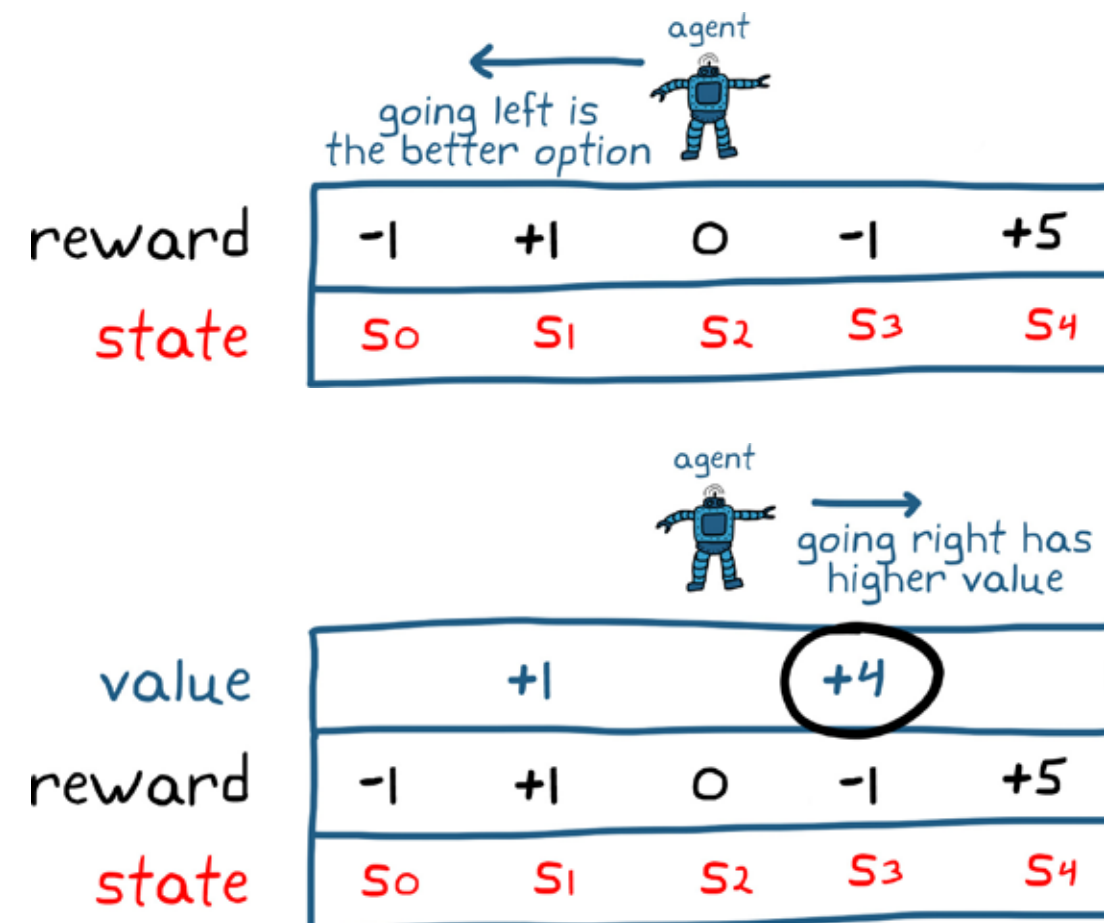 agent
going left is
the better option
reward -1 +1 0 -1 +5
state S0 S1 S2 S3 S4
agent
going right has
higher value
value +1 +4
reward -1 +1 0 -1 +5
state S0 S1 S2 S3 S4